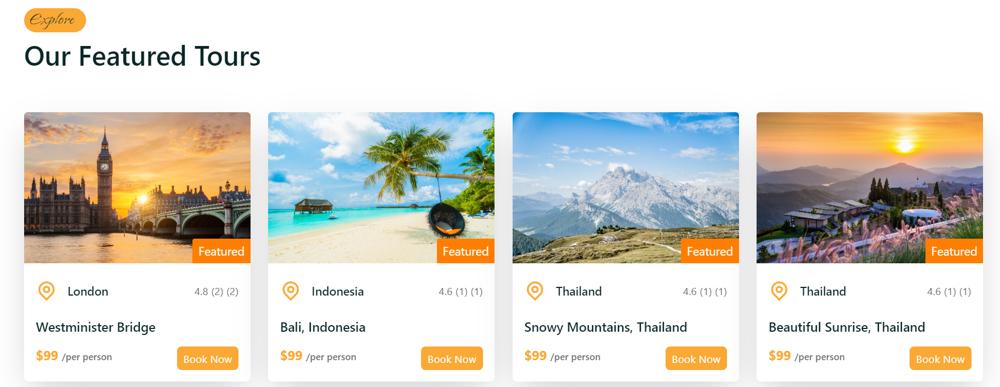 Explore
Our Featured Tours
Featured
London
4.8 (2) (2)
Westminister Bridge
$99 /per person
Book Now
Featured
Indonesia
4.6 (1) (1)
Bali, Indonesia
$99 /per person
Book Now
Featured
Thailand
4.6 (1) (1)
Snowy Mountains, Thailand
$99 /per person
Book Now
Featured
Thailand
4.6 (1) (1)
Beautiful Sunrise, Thailand
$99 /per person
Book Now